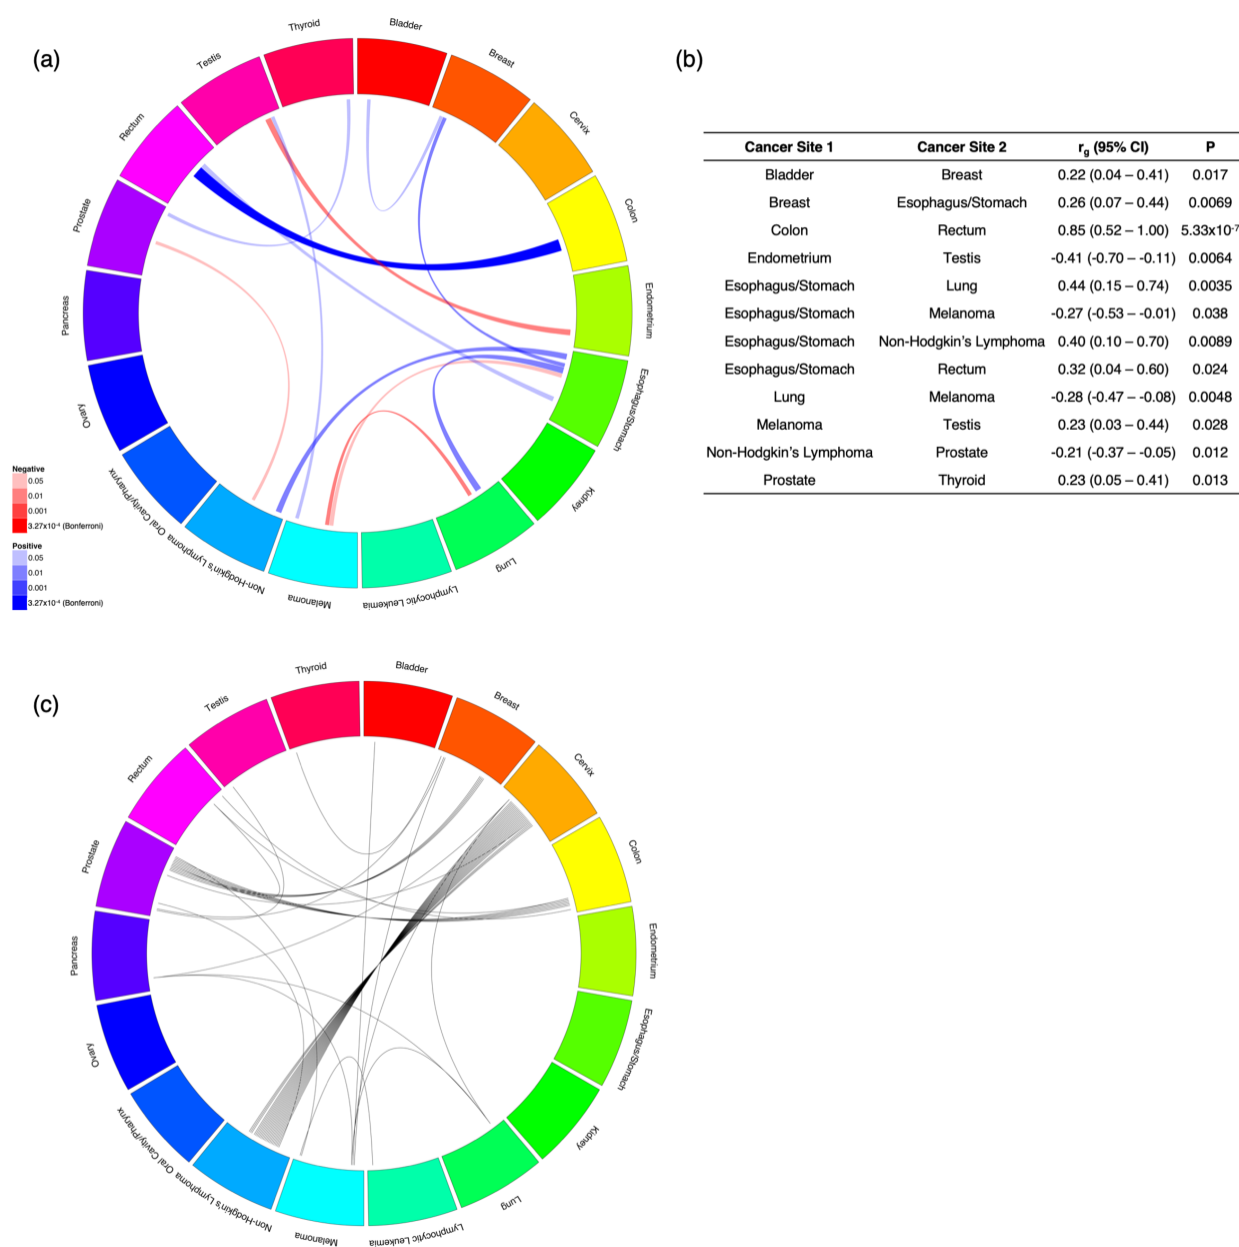 (a)
Thyroid
Bladder
Testis
Breast
Rectum
Cervix
Prostate
Colon
Pancreas
Endometrium
Ovary
Esophagus/Stomach
Oral Cavity/Pharynx
Kidney
Non-Hodgkin's Lymphoma
Lung
Melanoma
Lymphocytic Leukemia
Negative
0.05
0.01
0.001
3.27x10⁻⁴ (Bonferroni)
Positive
0.05
0.01
0.001
3.27x10⁻⁴ (Bonferroni)
(b)
Cancer Site 1 Cancer Site 2 rg (95% CI) P
Bladder Breast 0.22 (0.04 – 0.41) 0.017
Breast Esophagus/Stomach 0.26 (0.07 – 0.44) 0.0069
Colon Rectum 0.85 (0.52 – 1.00) 5.33x10⁻⁷
Endometrium Testis -0.41 (-0.70 – -0.11) 0.0064
Esophagus/Stomach Lung 0.44 (0.15 – 0.74) 0.0035
Esophagus/Stomach Melanoma -0.27 (-0.53 – -0.01) 0.038
Esophagus/Stomach Non-Hodgkin's Lymphoma 0.40 (0.10 – 0.70) 0.0089
Esophagus/Stomach Rectum 0.32 (0.04 – 0.60) 0.024
Lung Melanoma -0.28 (-0.47 – -0.08) 0.0048
Melanoma Testis 0.23 (0.03 – 0.44) 0.028
Non-Hodgkin's Lymphoma Prostate -0.21 (-0.37 – -0.05) 0.012
Prostate Thyroid 0.23 (0.05 – 0.41) 0.013
(c)
Thyroid
Bladder
Testis
Breast
Rectum
Cervix
Prostate
Colon
Pancreas
Endometrium
Ovary
Esophagus/Stomach
Oral Cavity/Pharynx
Kidney
Non-Hodgkin's Lymphoma
Lung
Melanoma
Lymphocytic Leukemia